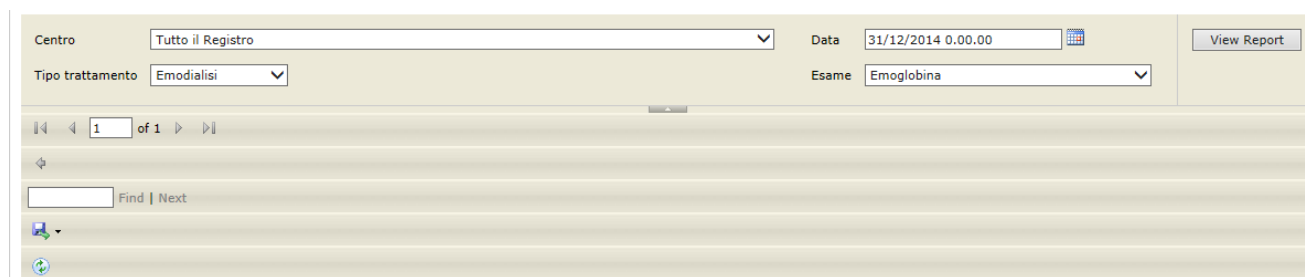 Centro Tutto il Registro Data 31/12/2014 0.00.00 View Report
Tipo trattamento Emodialisi Esame Emoglobina
1 of 1
Find | Next